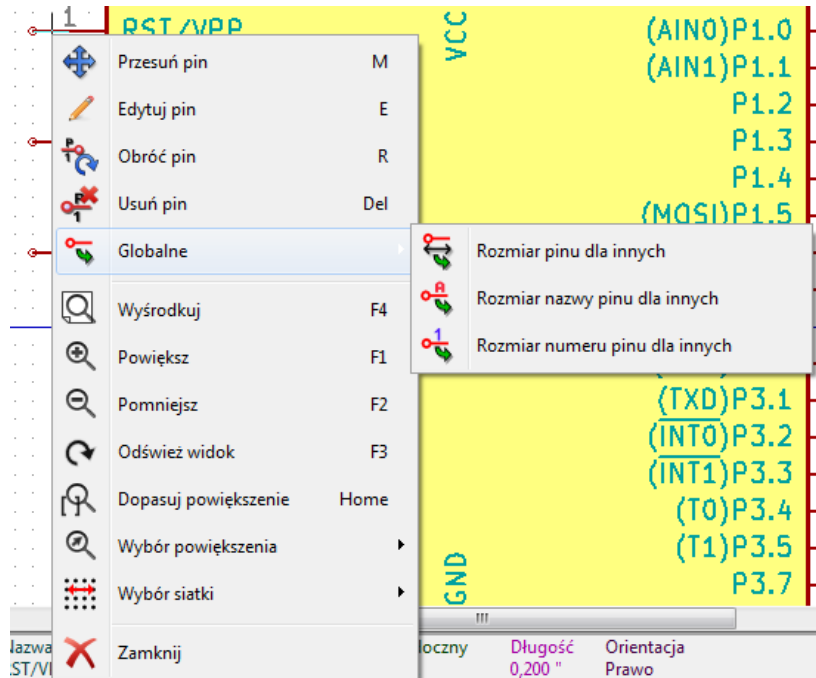 1
RST/VPP
VCC
(AIN0)P1.0
(AIN1)P1.1
P1.2
P1.3
P1.4
(MOSI)P1.5
Przesuń pin M
Edytuj pin E
Obróć pin R
Usuń pin Del
Globalne
Rozmiar pinu dla innych
Rozmiar nazwy pinu dla innych
Rozmiar numeru pinu dla innych
Wyśrodkuj F4
Powiększ F1
Pomniejsz F2
Odśwież widok F3
Dopasuj powiększenie Home
Wybór powiększenia
Wybór siatki
Zamknij
(TXD)P3.1
(INT0)P3.2
(INT1)P3.3
(T0)P3.4
(T1)P3.5
P3.7
GND
Długość
0,200 "
Orientacja
Prawo